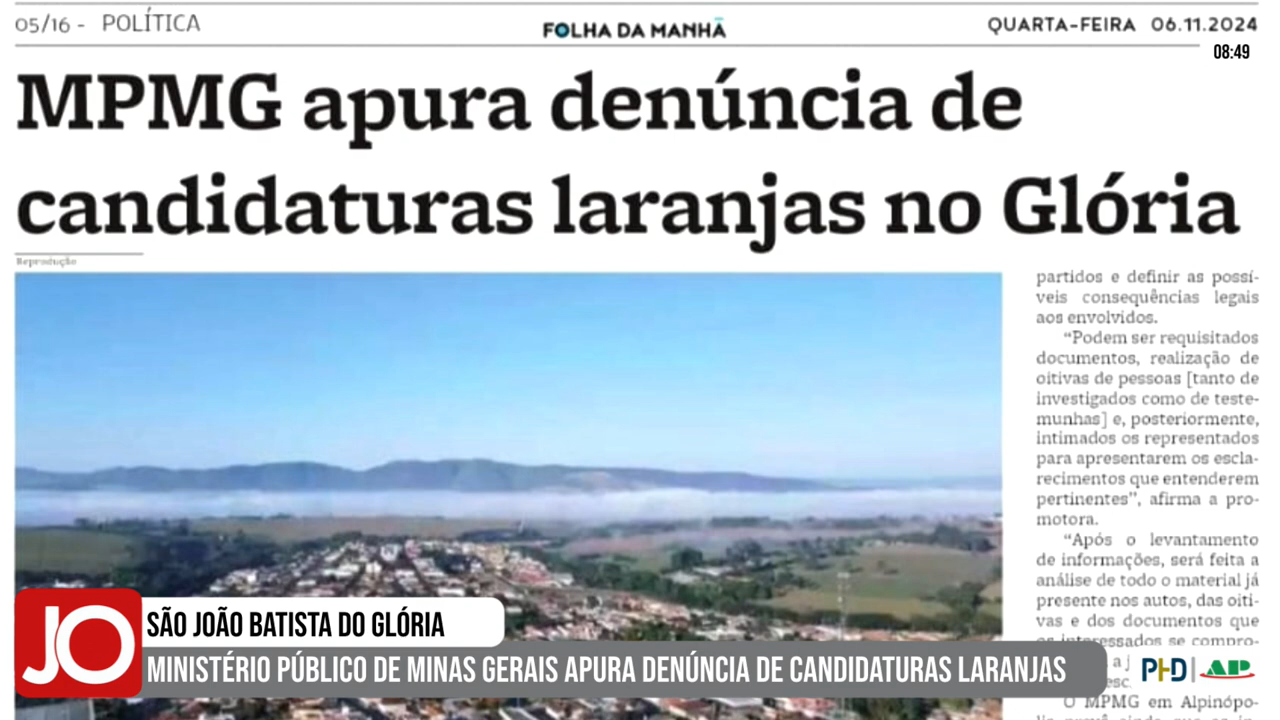 05/16 - POLÍTICA
FOLHA DA MANHÃ
QUARTA-FEIRA 06.11.2024
08:49
MPMG apura denúncia de
candidaturas laranjas no Glória
Reprodução
partidos e definir as possí-
veis consequências legais
aos envolvidos.
“Podem ser requisitados
documentos, realização de
oitivas de pessoas [tanto de
investigados como de teste-
munhas] e, posteriormente,
intimados os representados
para apresentarem os escla-
recimentos que entenderem
pertinentes”, afirma a pro-
motora.
“Após o levantamento
de informações, será feita a
análise de todo o material já
presente nos autos, das oiti-
vas e dos documentos que
os interessados se compro-
O MPMG em Alpinópo-
JO
SÃO JOÃO BATISTA DO GLÓRIA
MINISTÉRIO PÚBLICO DE MINAS GERAIS APURA DENÚNCIA DE CANDIDATURAS LARANJAS
PHD | AP